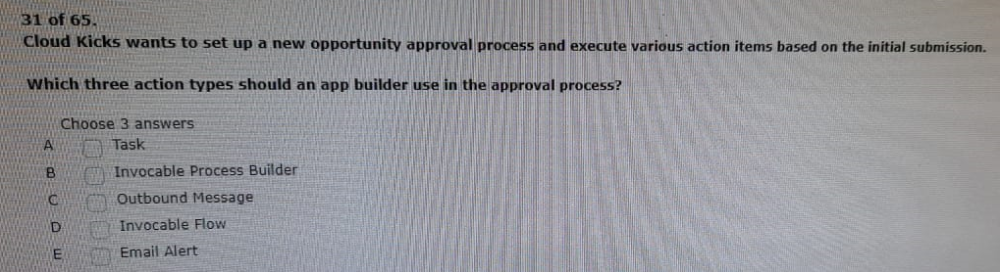 31 of 65.
Cloud Kicks wants to set up a new opportunity approval process and execute various action items based on the initial submission.
Which three action types should an app builder use in the approval process?
Choose 3 answers
A Task
B Invocable Process Builder
C Outbound Message
D Invocable Flow
E Email Alert